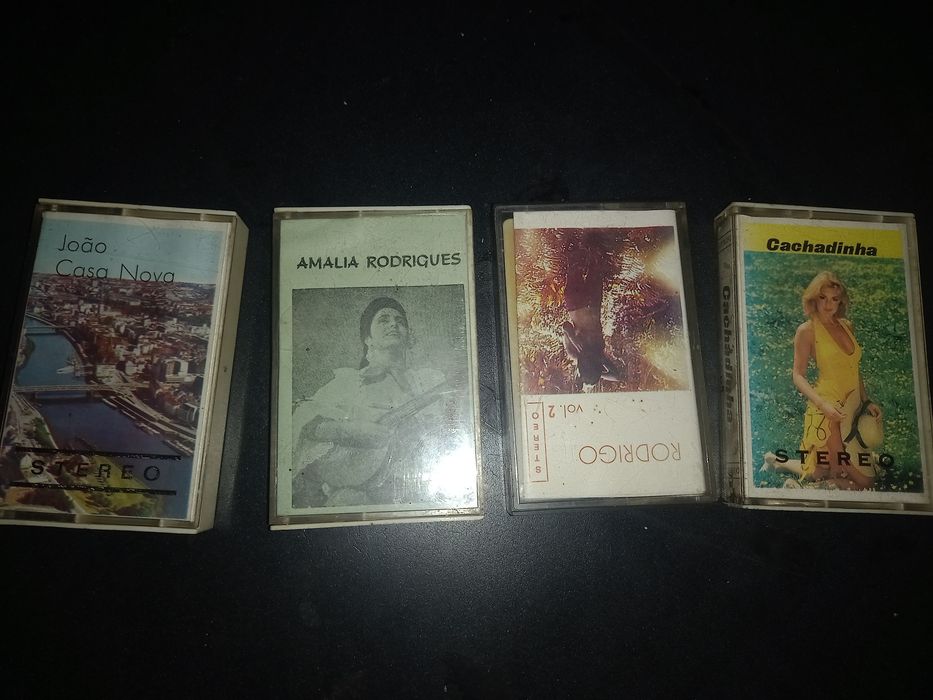 João
Casa Nova
STEREO
AMALIA RODRIGUES
RODRIGO
vol. 2
STEREO
Cachadinha
Cachadinha
STEREO